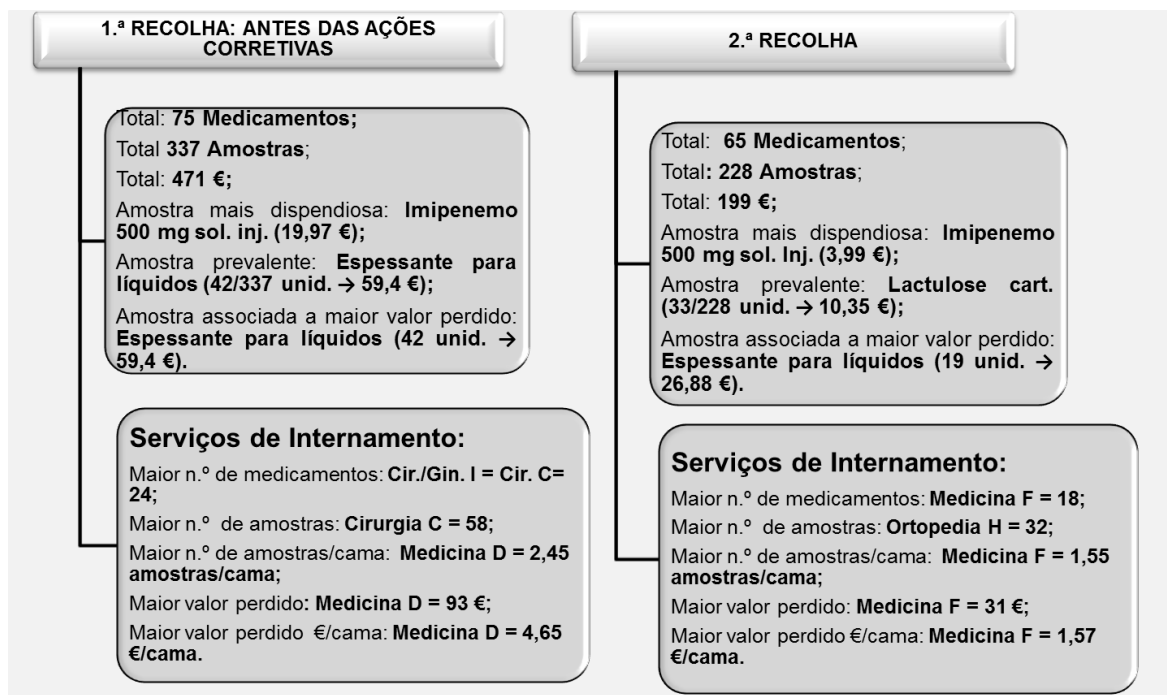 1.ª RECOLHA: ANTES DAS AÇÕES
CORRETIVAS
Total: 75 Medicamentos;
Total 337 Amostras;
Total: 471 €;
Amostra mais dispendiosa: Imipenemo
500 mg sol. inj. (19,97 €);
Amostra prevalente: Espessante para
líquidos (42/337 unid. → 59,4 €);
Amostra associada a maior valor perdido:
Espessante para líquidos (42 unid. →
59,4 €).
Serviços de Internamento:
Maior n.º de medicamentos: Cir./Gin. I = Cir. C=
24;
Maior n.º de amostras: Cirurgia C = 58;
Maior n.º de amostras/cama: Medicina D = 2,45
amostras/cama;
Maior valor perdido: Medicina D = 93 €;
Maior valor perdido €/cama: Medicina D = 4,65
€/cama.
2.ª RECOLHA
Total: 65 Medicamentos;
Total: 228 Amostras;
Total: 199 €;
Amostra mais dispendiosa: Imipenemo
500 mg sol. Inj. (3,99 €);
Amostra prevalente: Lactulose cart.
(33/228 unid. → 10,35 €);
Amostra associada a maior valor perdido:
Espessante para líquidos (19 unid. →
26,88 €).
Serviços de Internamento:
Maior n.º de medicamentos: Medicina F = 18;
Maior n.º de amostras: Ortopedia H = 32;
Maior n.º de amostras/cama: Medicina F = 1,55
amostras/cama;
Maior valor perdido: Medicina F = 31 €;
Maior valor perdido €/cama: Medicina F = 1,57
€/cama.